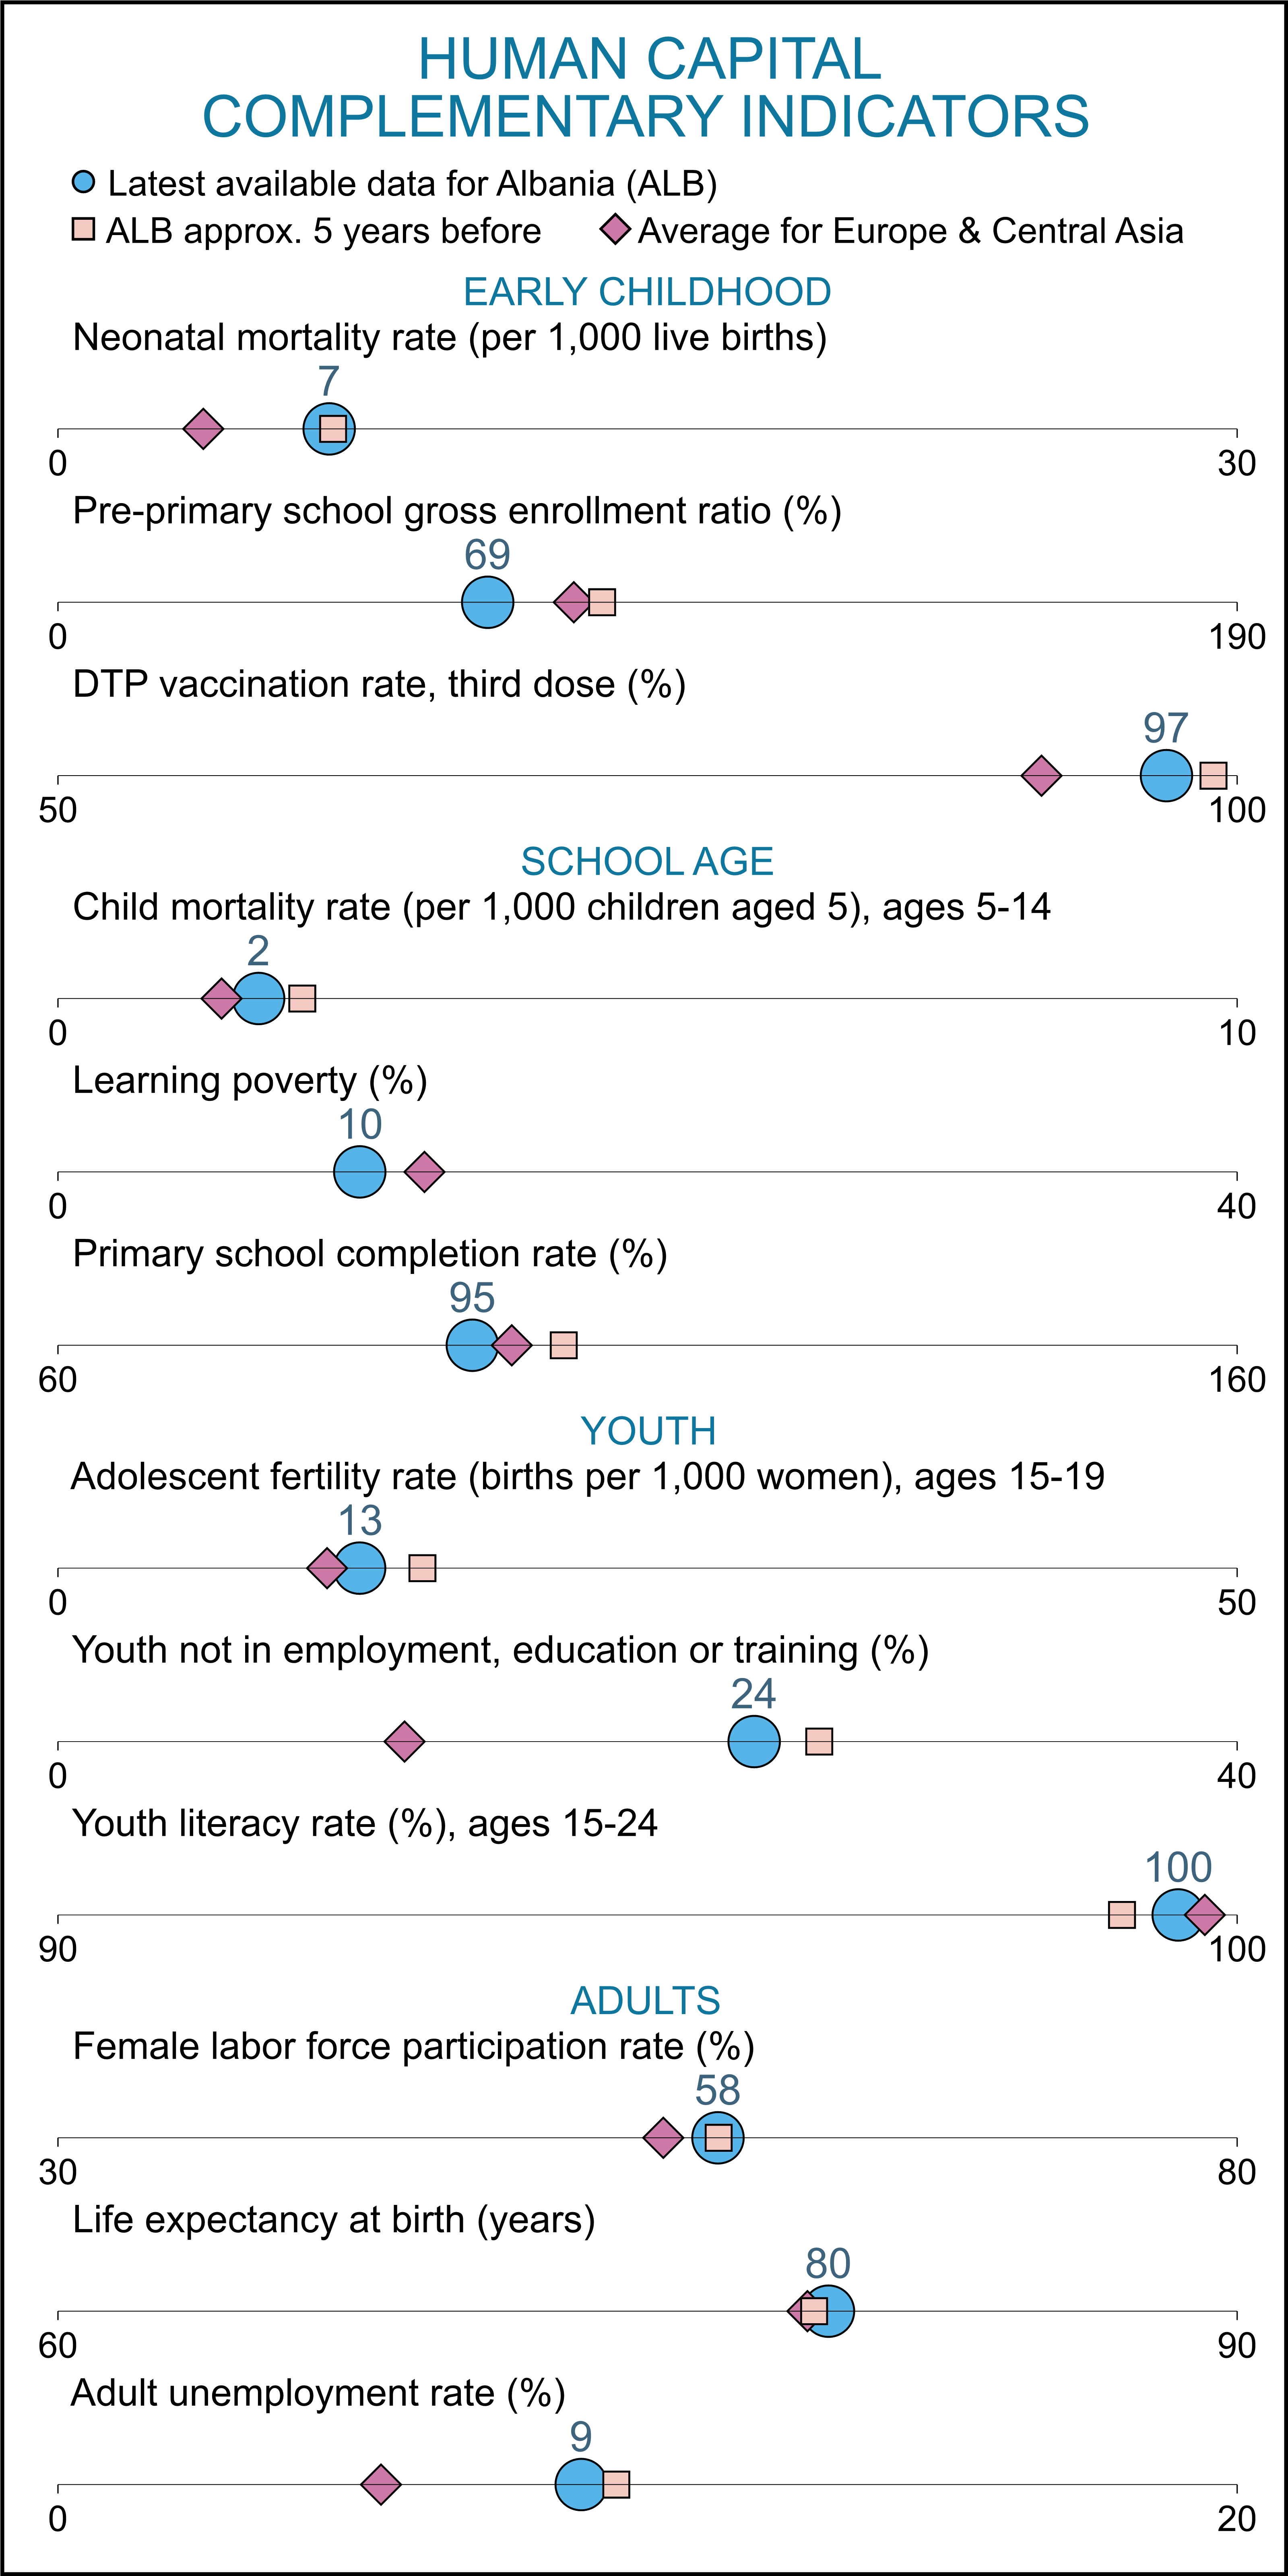 HUMAN CAPITAL
COMPLEMENTARY INDICATORS
Latest available data for Albania (ALB)
ALB approx. 5 years before Average for Europe & Central Asia
EARLY CHILDHOOD
Neonatal mortality rate (per 1,000 live births)
7
0 30
Pre-primary school gross enrollment ratio (%)
69
0 190
DTP vaccination rate, third dose (%)
97
50 100
SCHOOL AGE
Child mortality rate (per 1,000 children aged 5), ages 5-14
2
0 10
Learning poverty (%)
10
0 40
Primary school completion rate (%)
95
60 160
YOUTH
Adolescent fertility rate (births per 1,000 women), ages 15-19
13
0 50
Youth not in employment, education or training (%)
24
0 40
Youth literacy rate (%), ages 15-24
100
90 100
ADULTS
Female labor force participation rate (%)
58
30 80
Life expectancy at birth (years)
80
60 90
Adult unemployment rate (%)
9
0 20